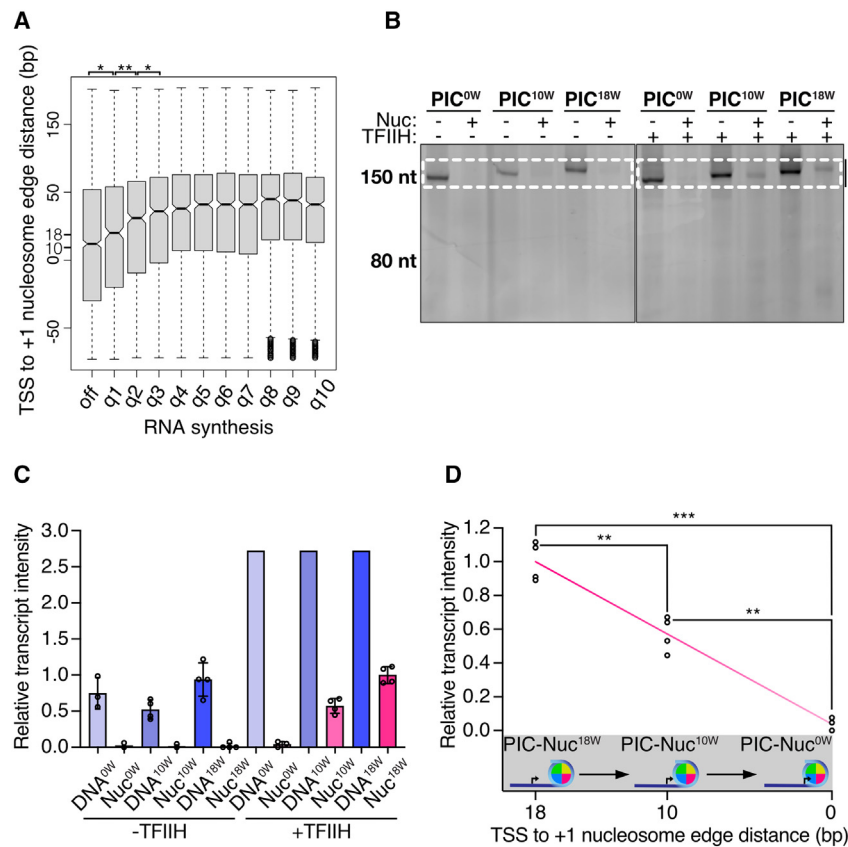 A
TSS to +1 nucleosome edge distance (bp)
150
50
18
10
0
-50
* ** *
off q1 q2 q3 q4 q5 q6 q7 q8 q9 q10
RNA synthesis
B
PIC0W PIC10W PIC18W PIC0W PIC10W PIC18W
Nuc: - + - + - + - + - + - +
TFIIH: - - - - - - + + + + + +
150 nt
80 nt
C
Relative transcript intensity
3.0
2.5
2.0
1.5
1.0
0.5
0.0
DNA0W Nuc0W DNA10W Nuc10W DNA18W Nuc18W DNA0W Nuc0W DNA10W Nuc10W DNA18W Nuc18W
-TFIIH +TFIIH
D
Relative transcript intensity
1.2
1.0
0.8
0.6
0.4
0.2
0.0
***
**
**
PIC-Nuc18W PIC-Nuc10W PIC-Nuc0W
18 10 0
TSS to +1 nucleosome edge distance (bp)